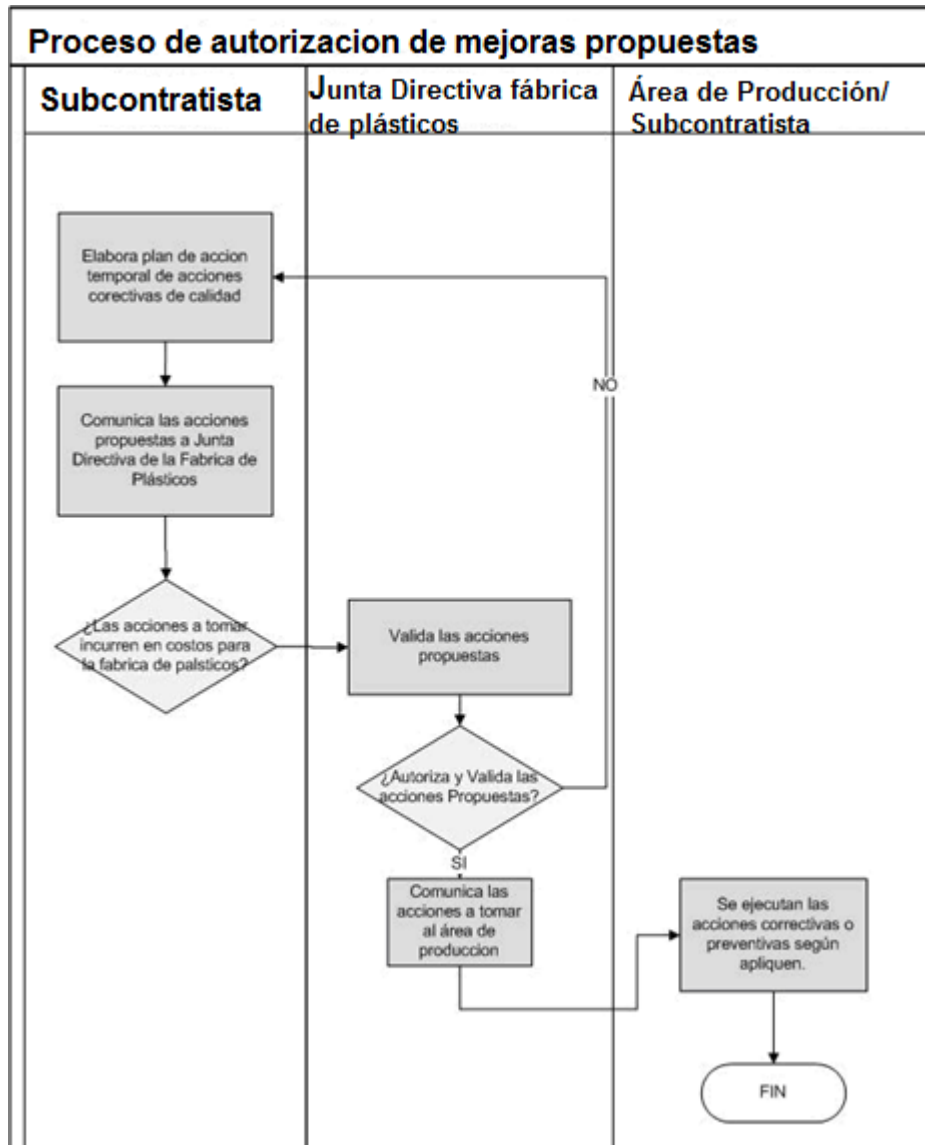 Proceso de autorizacion de mejoras propuestas
Subcontratista
Junta Directiva fábrica
de plásticos
Área de Producción/
Subcontratista
Elabora plan de accion
temporal de acciones
corectivas de calidad
NO
Comunica las acciones
propuestas a Junta
Directiva de la Fabrica de
Plásticos
¿Las acciones a tomar
incurren en costos para
la fabrica de palsticos?
Valida las acciones
propuestas
¿Autoriza y Valida las
acciones Propuestas?
SI
Comunica las
acciones a tomar
al área de
produccion
Se ejecutan las
acciones correctivas o
preventivas según
apliquen.
FIN